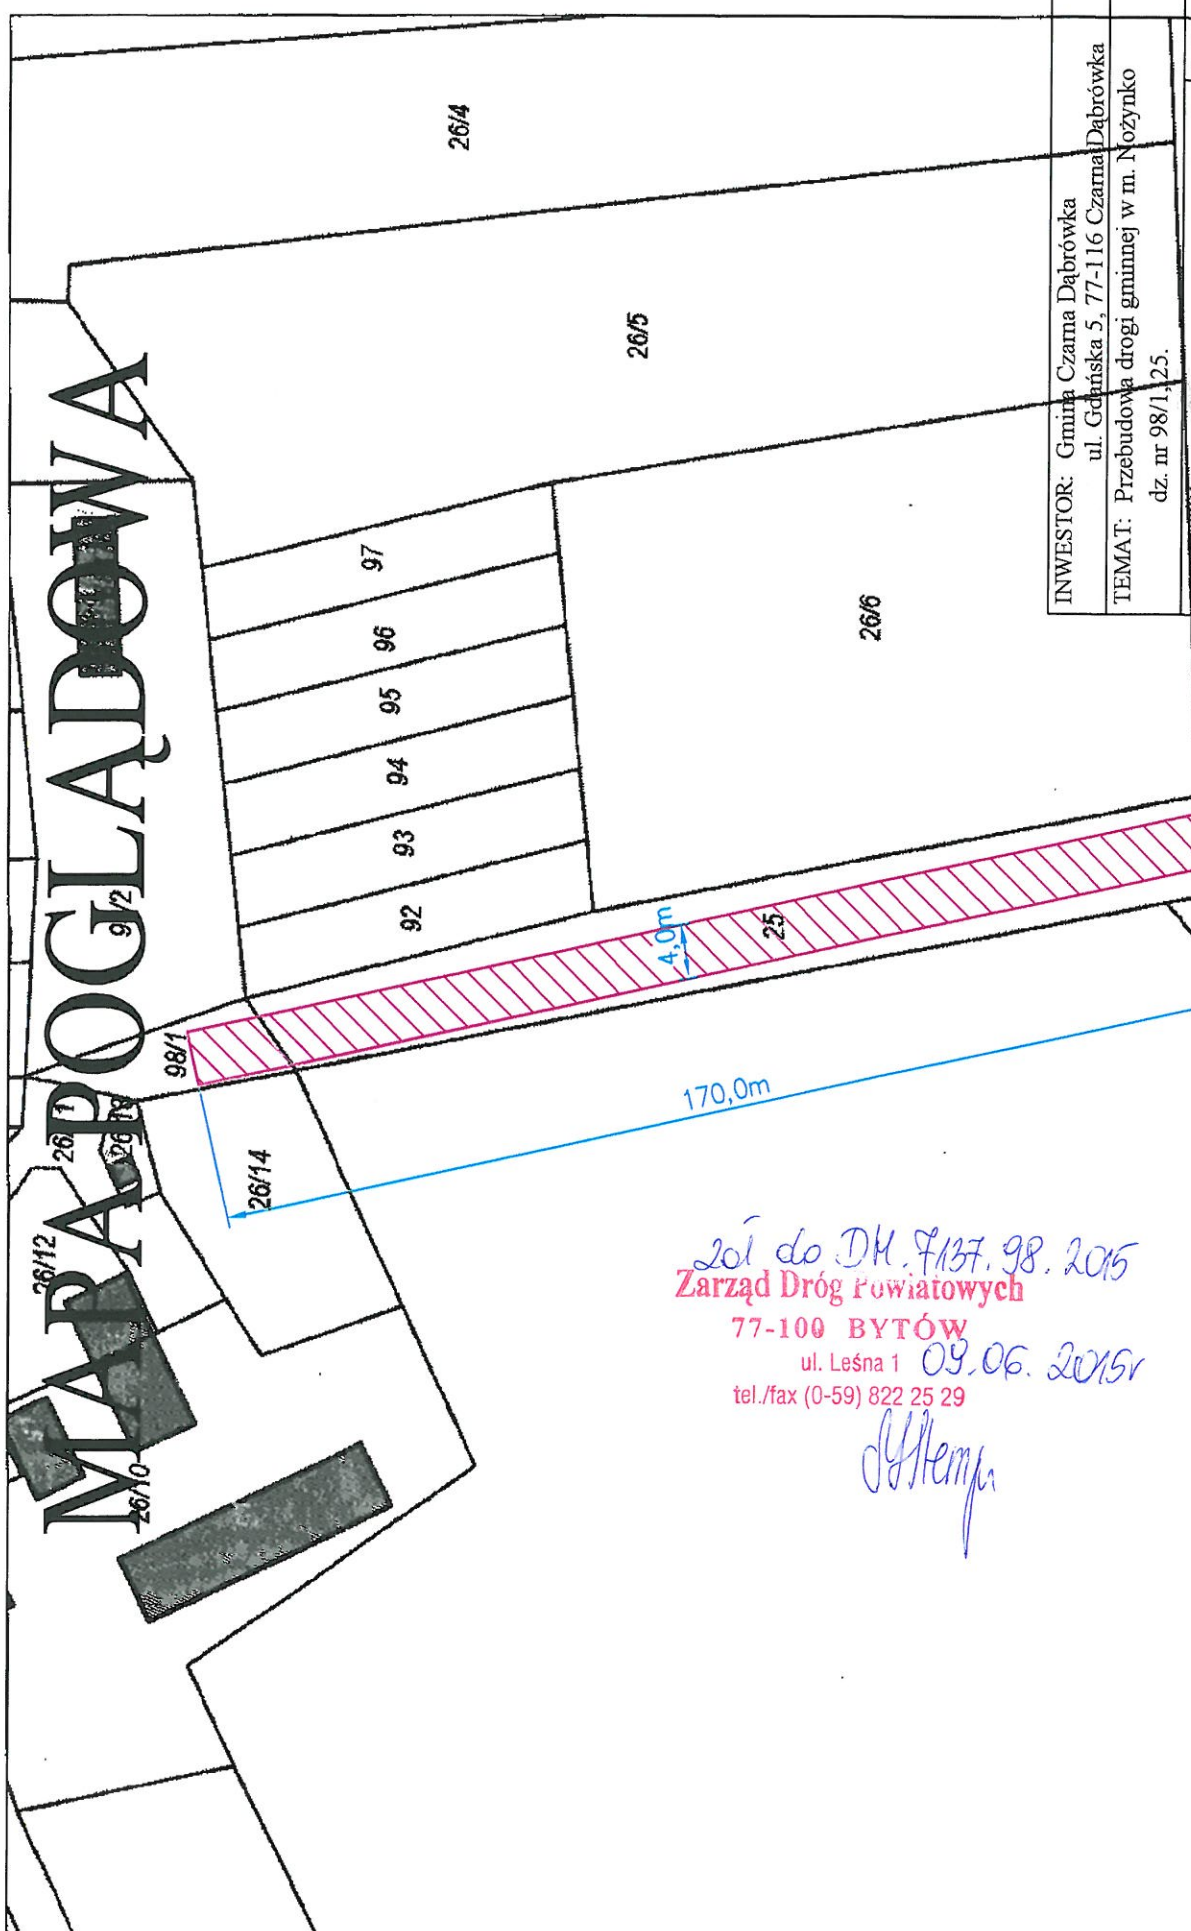 MAPA POGLĄDOWA
26/4
26/5
26/6
97
96
95
94
93
92
98/1
25
4,0m
170,0m
26/14
26/12
26/10
INWESTOR: Gmina Czarna Dąbrówka
ul. Gdańska 5, 77-116 Czarna Dąbrówka
TEMAT: Przebudowa drogi gminnej w m. Nożynko
dz. nr 98/1, 25.
zał do DM.7137.98.2015
Zarząd Dróg Powiatowych
77-100 BYTÓW
ul. Leśna 1
09.06.2015r
tel./fax (0-59) 822 25 29